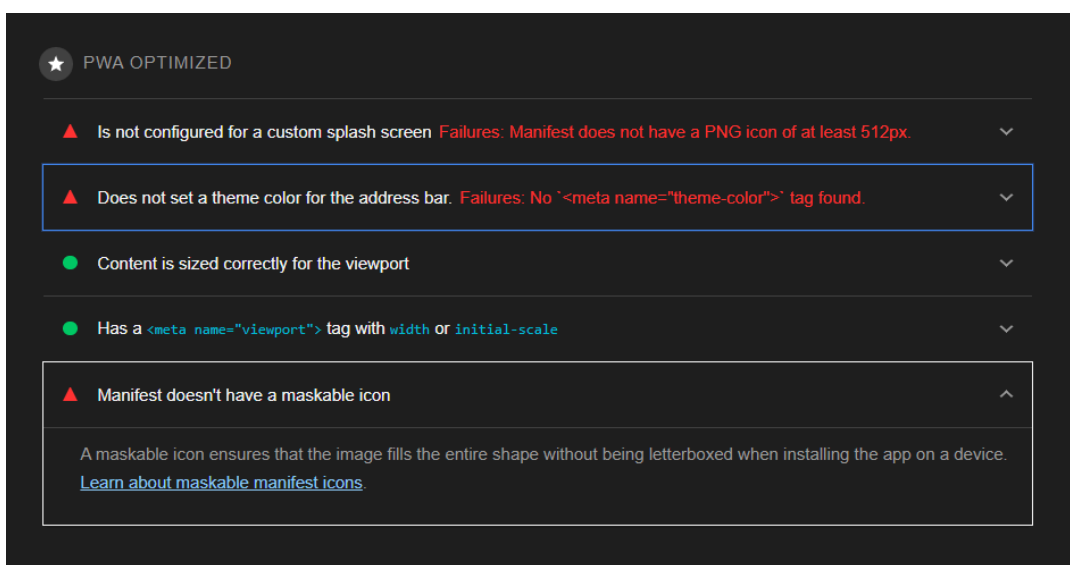 PWA OPTIMIZED
Is not configured for a custom splash screen Failures: Manifest does not have a PNG icon of at least 512px.
Does not set a theme color for the address bar. Failures: No `<meta name="theme-color">` tag found.
Content is sized correctly for the viewport
Has a <meta name="viewport"> tag with width or initial-scale
Manifest doesn't have a maskable icon
A maskable icon ensures that the image fills the entire shape without being letterboxed when installing the app on a device.
Learn about maskable manifest icons.